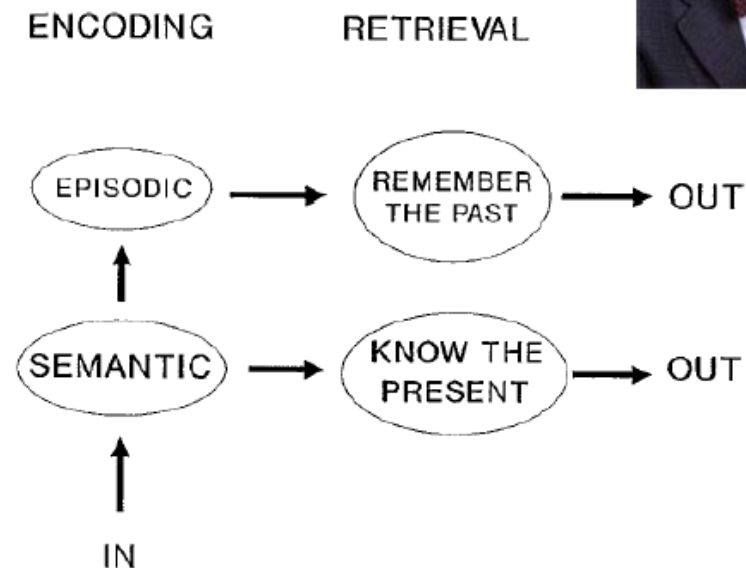 ENCODING RETRIEVAL
EPISODIC
REMEMBER
THE PAST
OUT
SEMANTIC
KNOW THE
PRESENT
OUT
IN